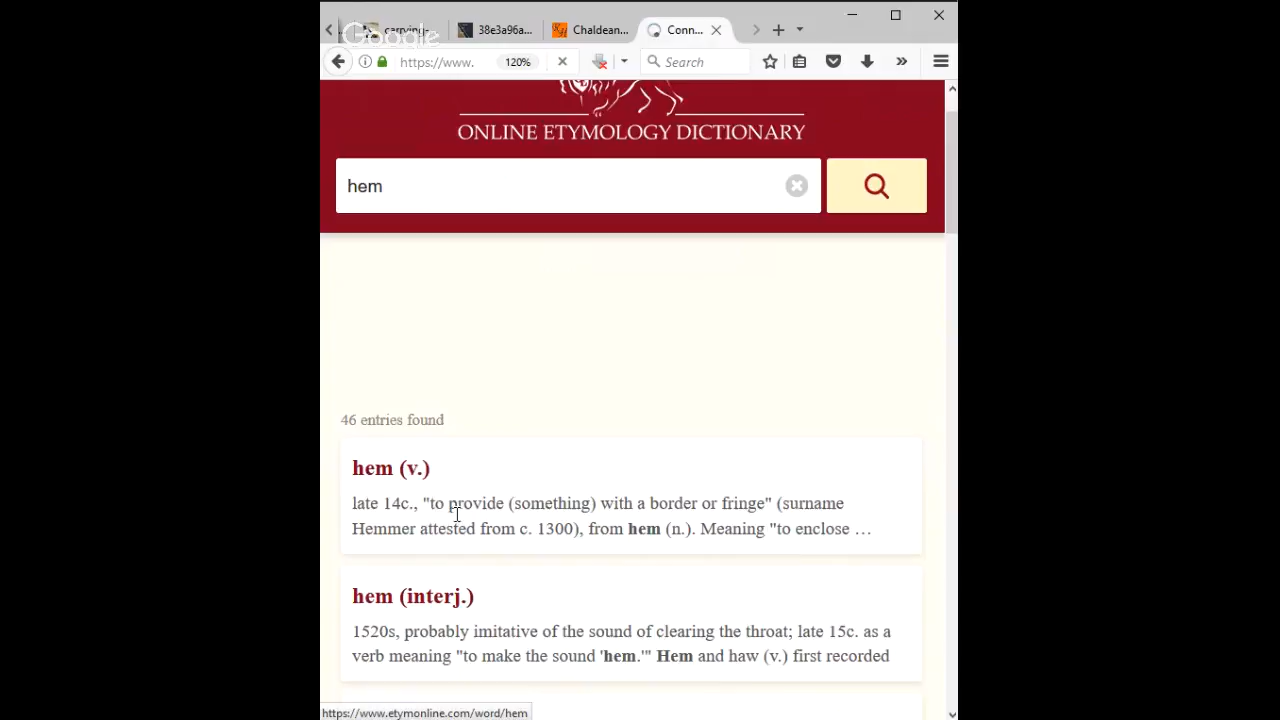 carrying-
38e3a96a...
Chaldean...
Conn...
Google
https://www.
120%
Search
ONLINE ETYMOLOGY DICTIONARY
hem
46 entries found
hem (v.)
late 14c., "to provide (something) with a border or fringe" (surname
Hemmer attested from c. 1300), from hem (n.). Meaning "to enclose …
hem (interj.)
1520s, probably imitative of the sound of clearing the throat; late 15c. as a
verb meaning "to make the sound 'hem.'" Hem and haw (v.) first recorded
https://www.etymonline.com/word/hem